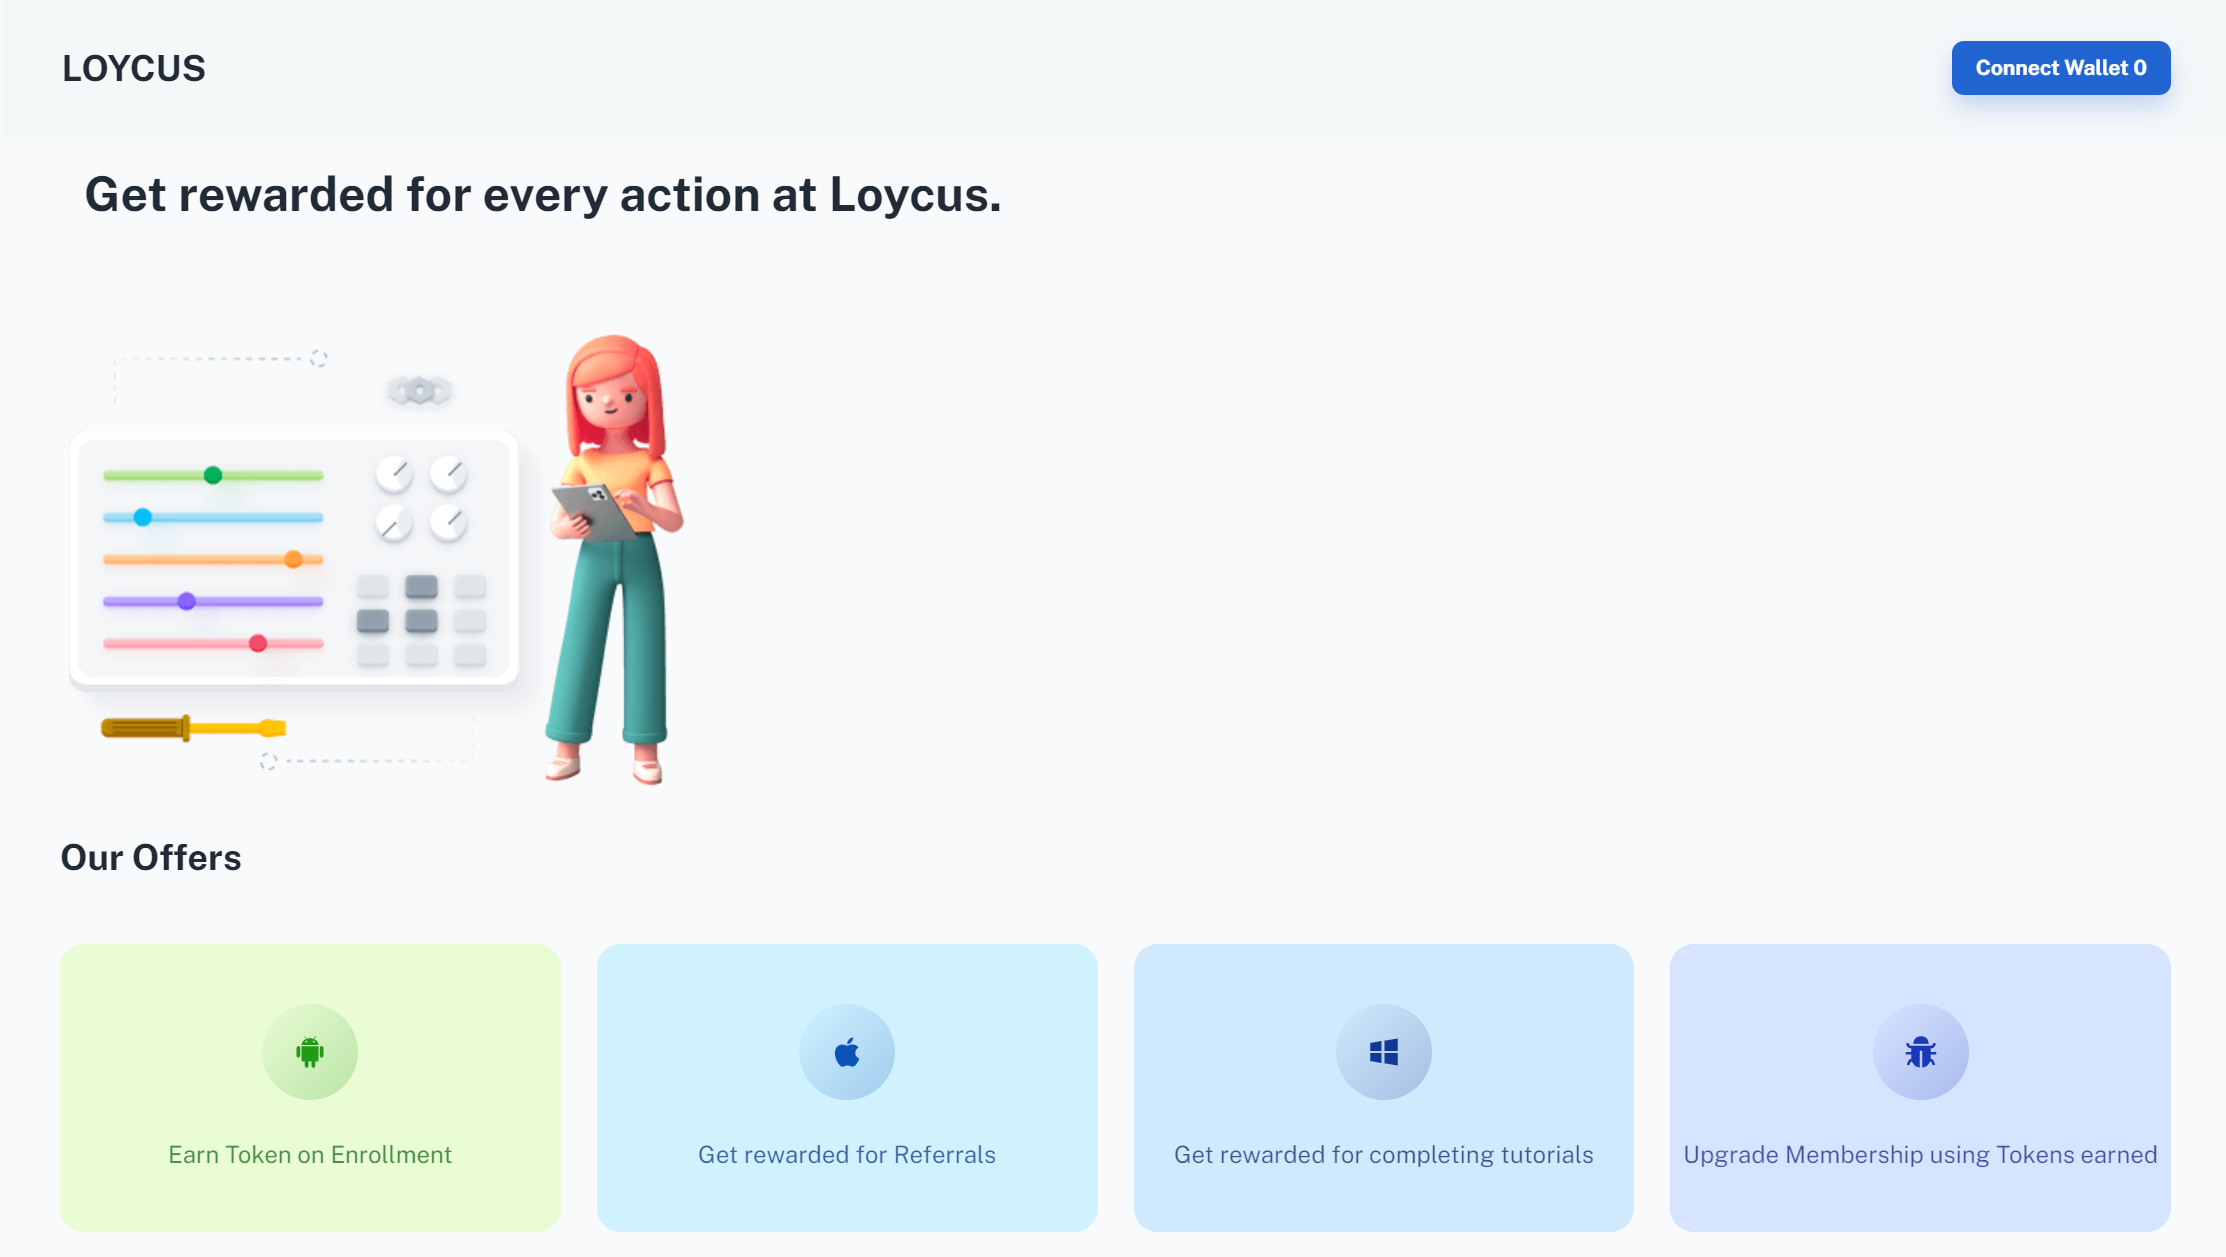 LOYCUS
Connect Wallet 0
Get rewarded for every action at Loycus.
Our Offers
Earn Token on Enrollment
Get rewarded for Referrals
Get rewarded for completing tutorials
Upgrade Membership using Tokens earned